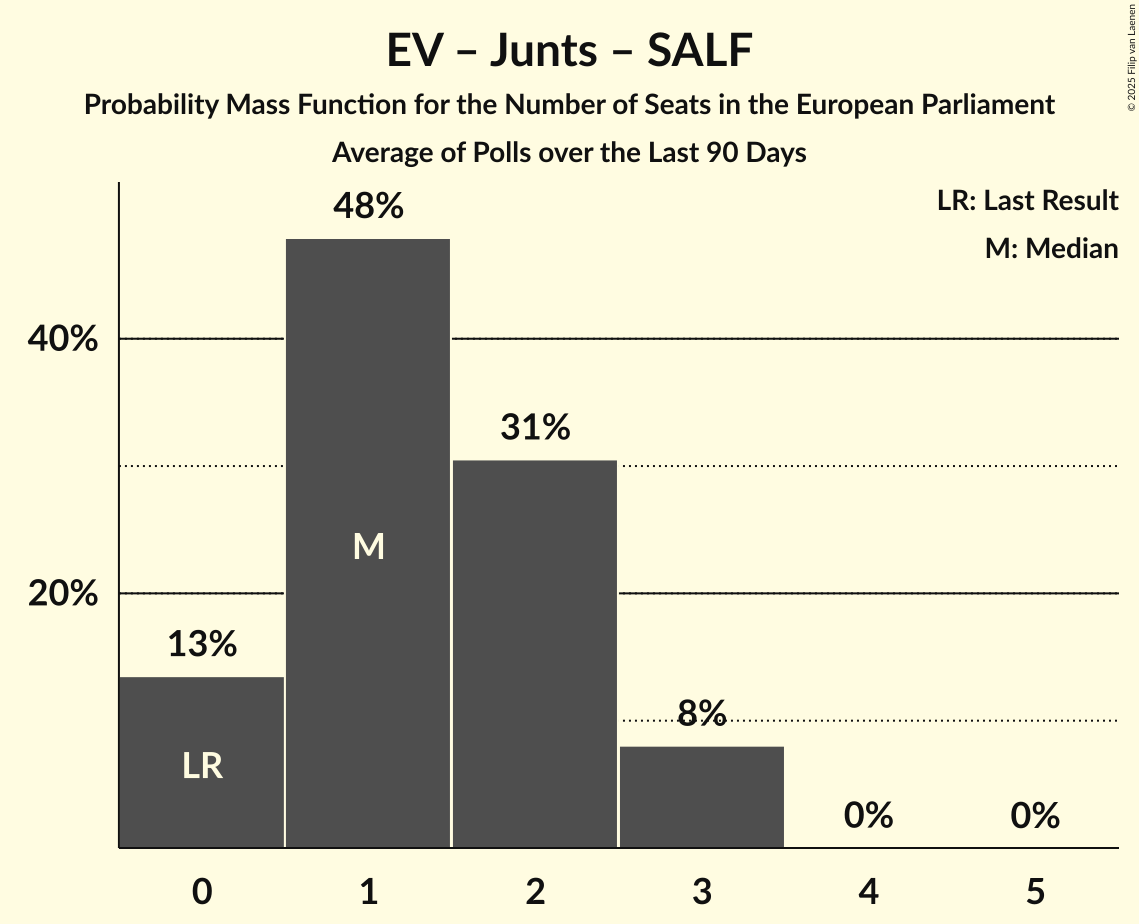 EV – Junts – SALF
Probability Mass Function for the Number of Seats in the European Parliament
Average of Polls over the Last 90 Days
© 2025 Filip van Laenen
LR: Last Result
M: Median
48%
40%
31%
M
20%
13%
8%
LR
0%
0%
0
1
2
3
4
5